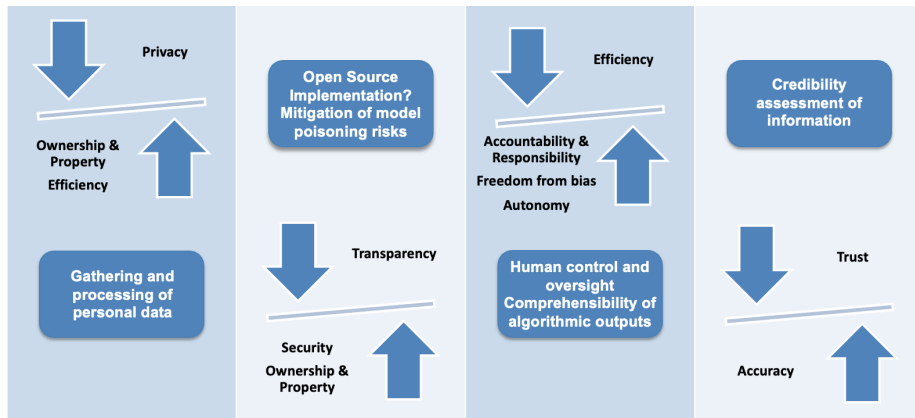 Privacy
Ownership &
Property
Efficiency
Gathering and
processing of
personal data
Open Source
Implementation?
Mitigation of model
poisoning risks
Transparency
Security
Ownership &
Property
Efficiency
Accountability &
Responsibility
Freedom from bias
Autonomy
Human control and
oversight
Comprehensibility of
algorithmic outputs
Credibility
assessment of
information
Trust
Accuracy